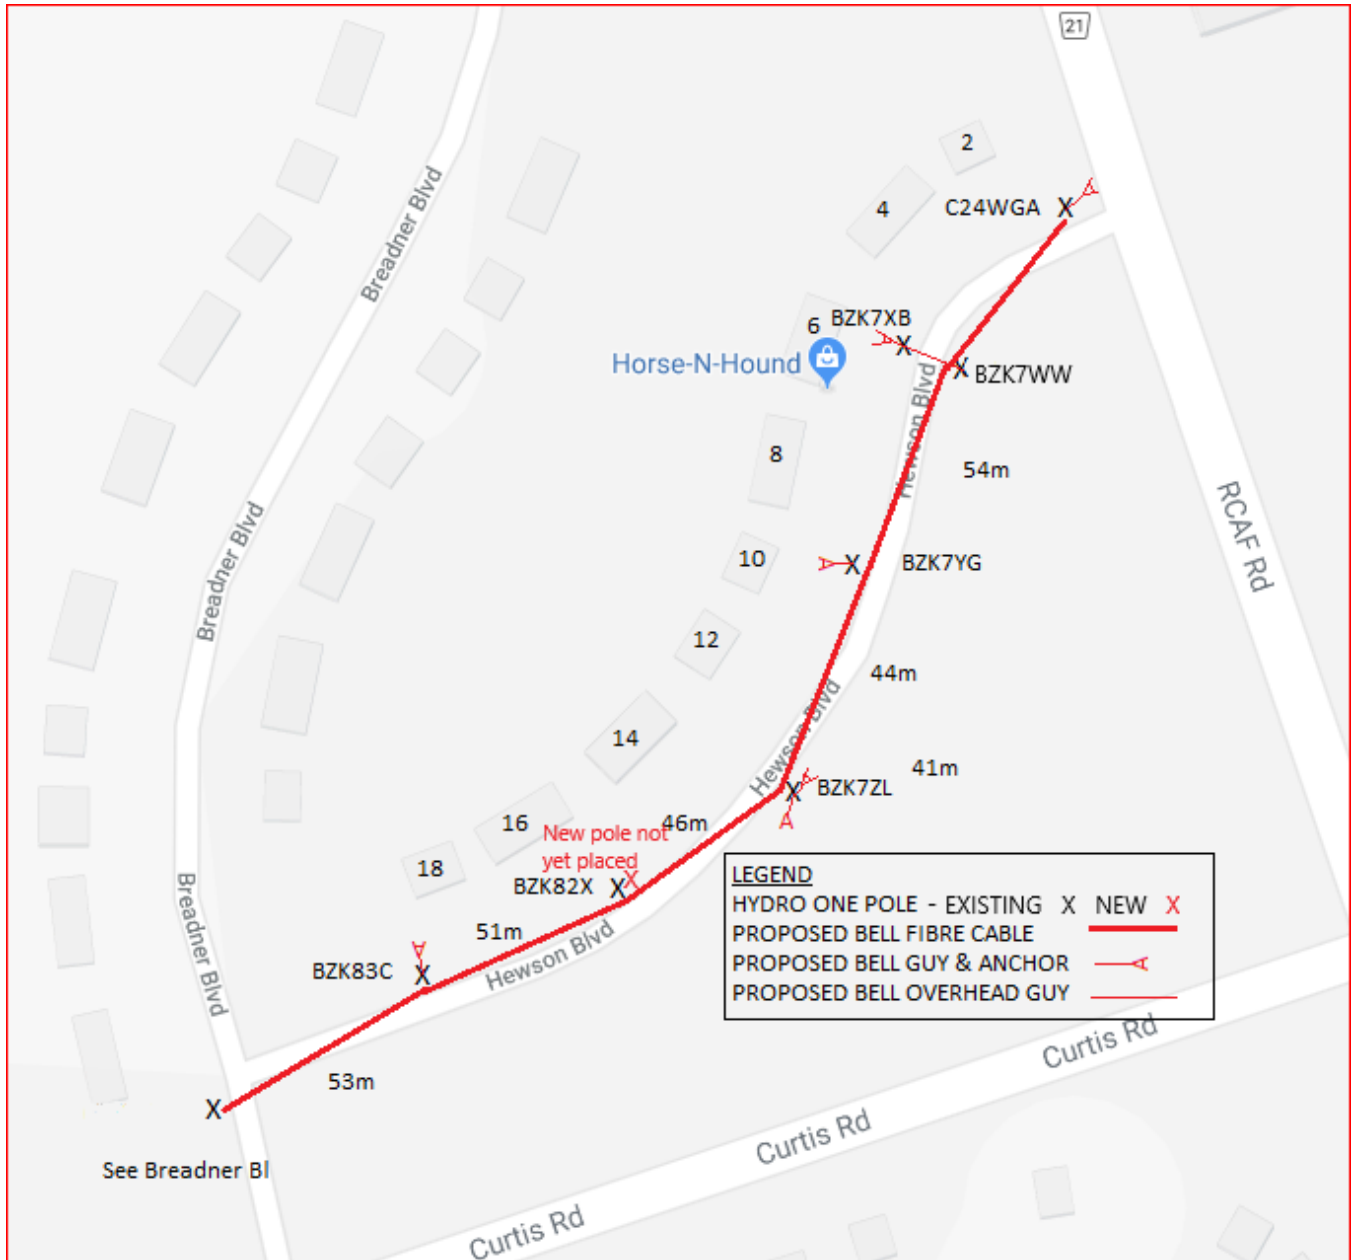 21
2
4
C24WGA
X
A
Breadner Blvd
6
BZK7XB
A
X
Horse-N-Hound
X
BZK7WW
Hewson Blvd
8
54m
RCAF Rd
Breadner Blvd
10
A
X
BZK7YG
12
44m
14
Hewson Blvd
41m
A
X
BZK7ZL
A
16
New pole not
yet placed
46m
18
BZK82X
X
X
Breadner Blvd
51m
Hewson Blvd
A
BZK83C
X
LEGEND
HYDRO ONE POLE - EXISTING X NEW X
PROPOSED BELL FIBRE CABLE
PROPOSED BELL GUY & ANCHOR A
PROPOSED BELL OVERHEAD GUY
53m
X
See Breadner Bl
Curtis Rd
Curtis Rd
Curtis Rd